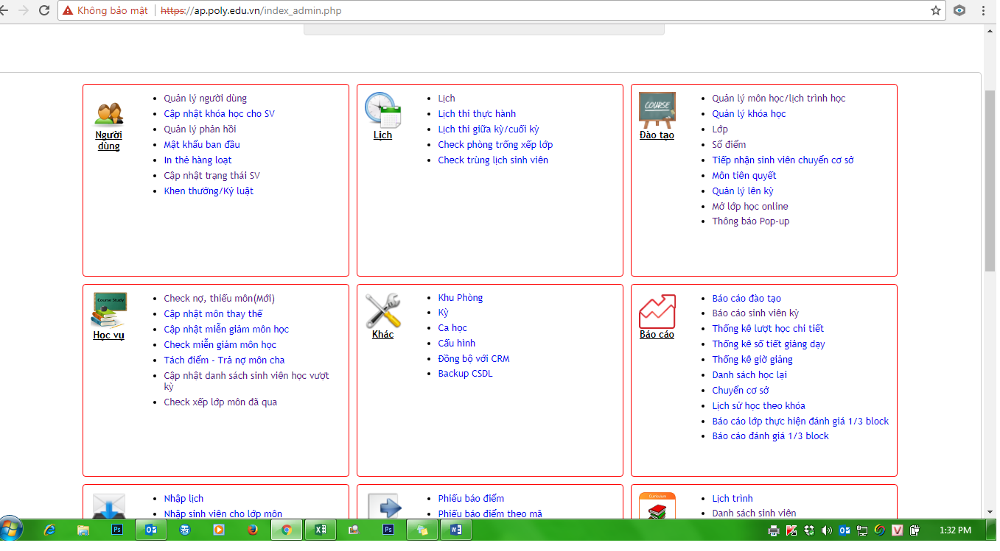 Không bảo mật
https://ap.poly.edu.vn/index_admin.php
Người
dùng
Quản lý người dùng
Cập nhật khóa học cho SV
Quản lý phản hồi
Mật khẩu ban đầu
In thẻ hàng loạt
Cập nhật trạng thái SV
Khen thưởng/Kỷ luật
Lịch
Lịch
Lịch thi thực hành
Lịch thi giữa kỳ/cuối kỳ
Check phòng trống xếp lớp
Check trùng lịch sinh viên
COURSE
Đào tạo
Quản lý môn học/lịch trình học
Quản lý khóa học
Lớp
Sổ điểm
Tiếp nhận sinh viên chuyển cơ sở
Môn tiên quyết
Quản lý lên kỳ
Mở lớp học online
Thông báo Pop-up
Course Study
Học vụ
Check nợ, thiếu môn(Mới)
Cập nhật môn thay thế
Cập nhật miễn giảm môn học
Check miễn giảm môn học
Tách điểm - Trả nợ môn cha
Cập nhật danh sách sinh viên học vượt
kỳ
Check xếp lớp môn đã qua
Khác
Khu Phòng
Kỳ
Ca học
Cấu hình
Đồng bộ với CRM
Backup CSDL
Báo cáo
Báo cáo đào tạo
Báo cáo sinh viên kỳ
Thống kê lượt học chi tiết
Thống kê số tiết giảng dạy
Thống kê giờ giảng
Danh sách học lại
Chuyển cơ sở
Lịch sử học theo khóa
Báo cáo lớp thực hiện đánh giá 1/3 block
Báo cáo đánh giá 1/3 block
Nhập lịch
Nhập sinh viên cho lớp môn
Phiếu báo điểm
Phiếu báo điểm theo mã
Curriculum
Lịch trình
Danh sách sinh viên
1:32 PM